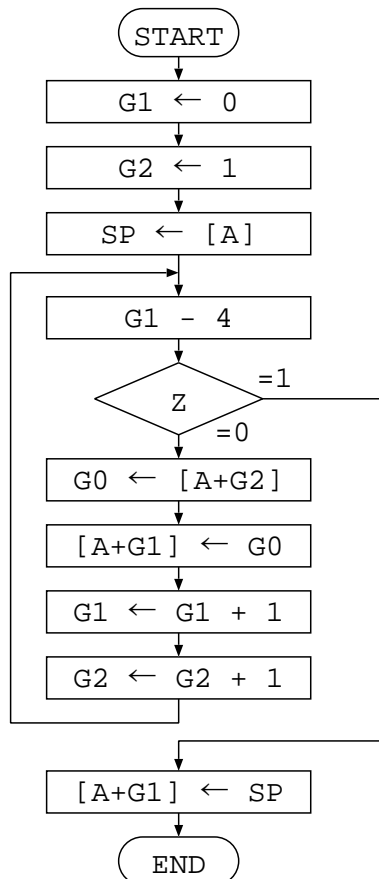 START
G1 ← 0
G2 ← 1
SP ← [A]
G1 - 4
=1
Z
=0
G0 ← [A+G2]
[A+G1] ← G0
G1 ← G1 + 1
G2 ← G2 + 1
[A+G1] ← SP
END